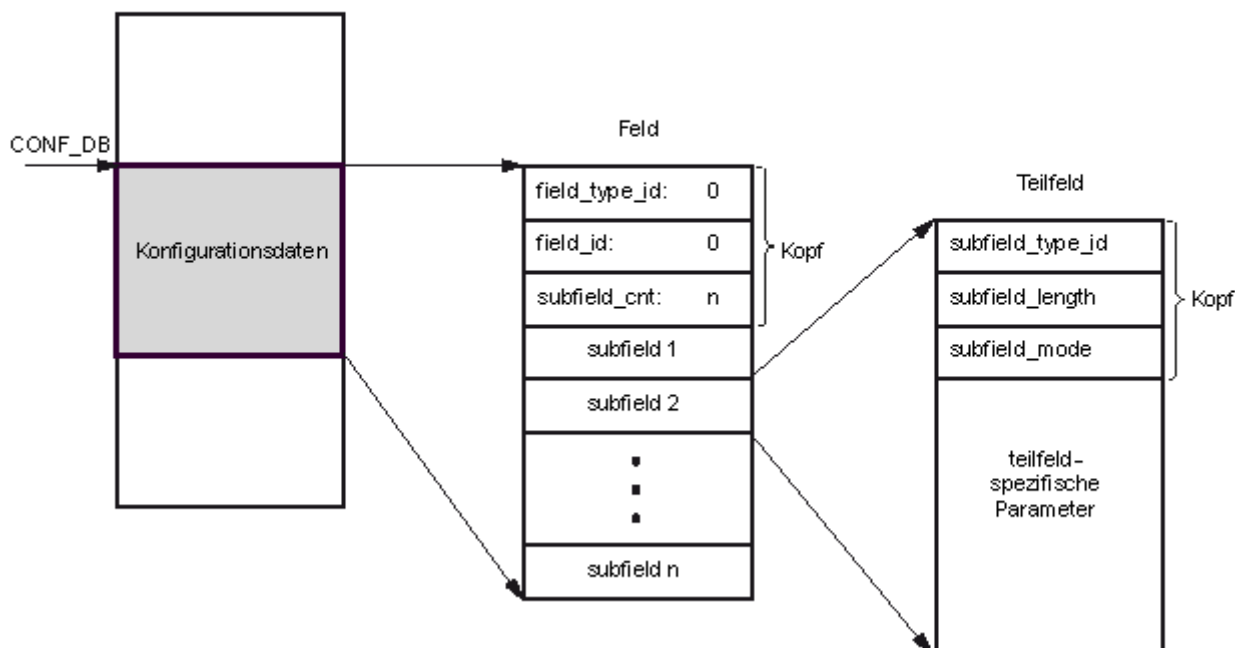 CONF_DB
Konfigurationsdaten
Feld
field_type_id: 0
field_id: 0
subfield_cnt: n
Kopf
subfield 1
subfield 2
subfield n
Teilfeld
subfield_type_id
subfield_length
subfield_mode
Kopf
teilfeld-
spezifische
Parameter